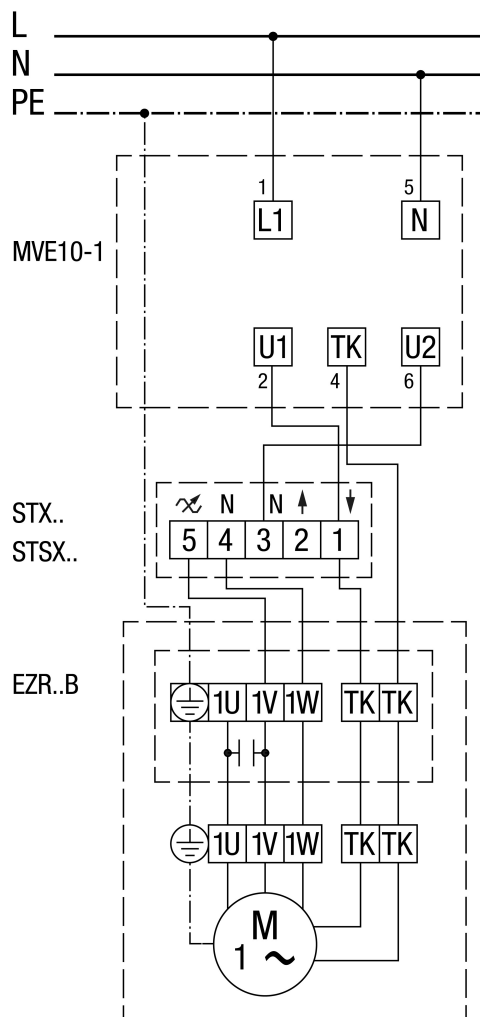 L
N
PE
1 5
L1 N
MVE10-1
U1 TK U2
2 4 6
N N
STX..
STSX..
5 4 3 2 1
EZR..B
1U 1V 1W TK TK
1U 1V 1W TK TK
M
1